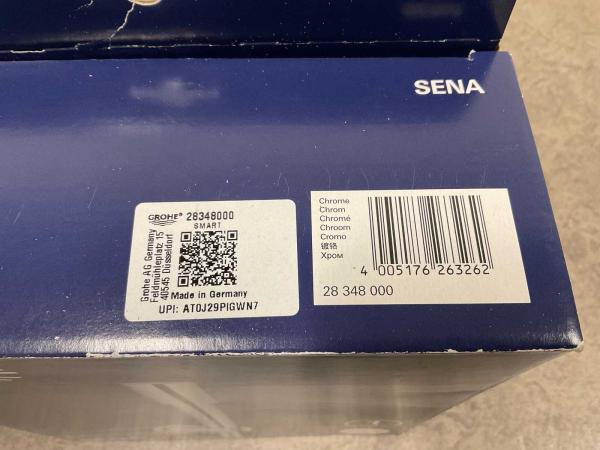 SENA
GROHE® 28348000
SMART
Grohe AG Germany
Feldmühleplatz 15
40545 Düsseldorf
Made in Germany
UPI: AT0J29PIGWN7
Chrome
Chrom
Chromé
Chroom
Cromo
镀铬
Хром
4 005176 263262
28 348 000